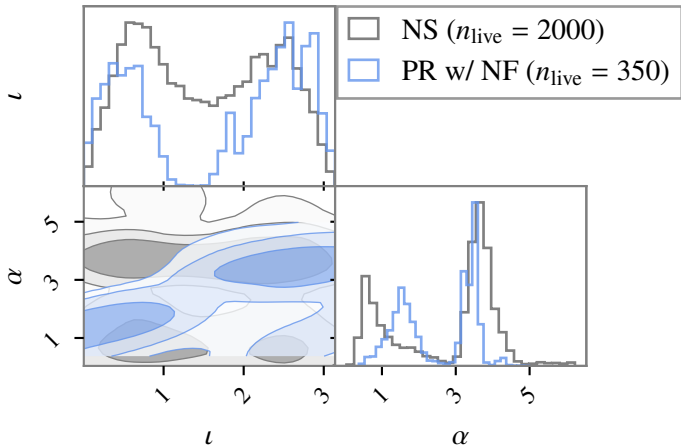 ι
NS (n_live = 2000)
PR w/ NF (n_live = 350)
α
5
3
1
1
2
3
1
3
5
ι
α